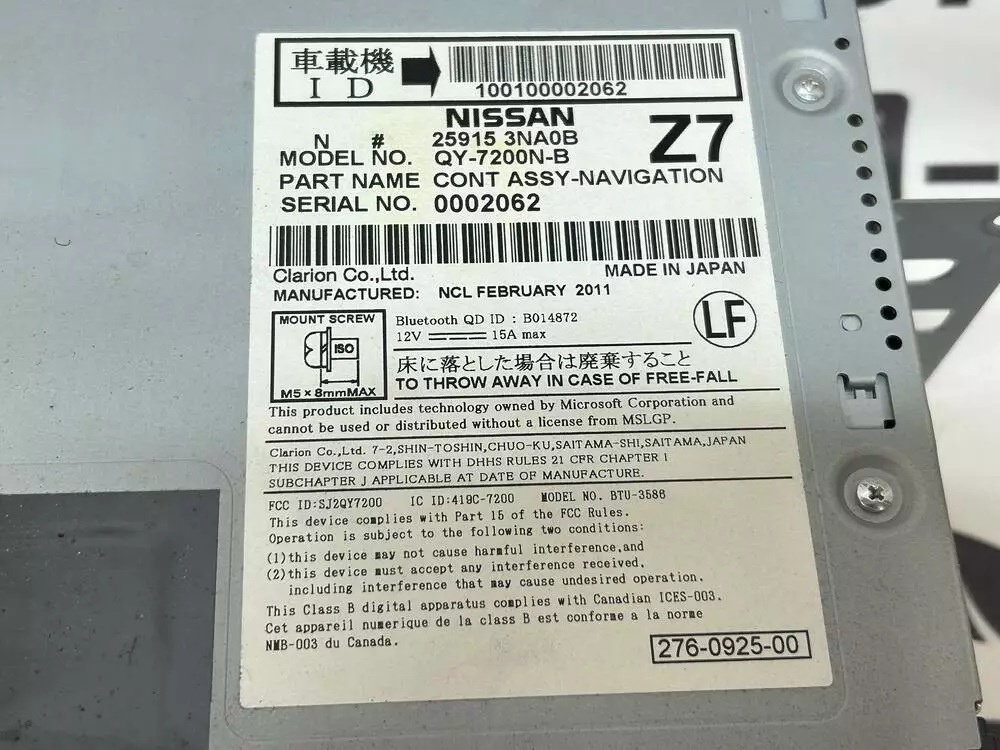 車載機
ID
100100002062
NISSAN
N # 25915 3NA0B
Z7
MODEL NO. QY-7200N-B
PART NAME CONT ASSY-NAVIGATION
SERIAL NO. 0002062
Clarion Co.,Ltd.
MADE IN JAPAN
MANUFACTURED: NCL FEBRUARY 2011
MOUNT SCREW
ISO
M5×8mmMAX
Bluetooth QD ID : B014872
12V 15A max
LF
床に落とした場合は廃棄すること
TO THROW AWAY IN CASE OF FREE-FALL
This product includes technology owned by Microsoft Corporation and
cannot be used or distributed without a license from MSLGP.
Clarion Co.,Ltd. 7-2,SHIN-TOSHIN,CHUO-KU,SAITAMA-SHI,SAITAMA,JAPAN
THIS DEVICE COMPLIES WITH DHHS RULES 21 CFR CHAPTER I
SUBCHAPTER J APPLICABLE AT DATE OF MANUFACTURE.
FCC ID:SJ2QY7200 IC ID:419C-7200 MODEL NO. BTU-3586
This device complies with Part 15 of the FCC Rules.
Operation is subject to the following two conditions:
(1)this device may not cause harmful interference,and
(2)this device must accept any interference received,
including interference that may cause undesired operation.
This Class B digital apparatus complies with Canadian ICES-003.
Cet appareil numerique de la class B est conforme a la norme
NMB-003 du Canada.
276-0925-00